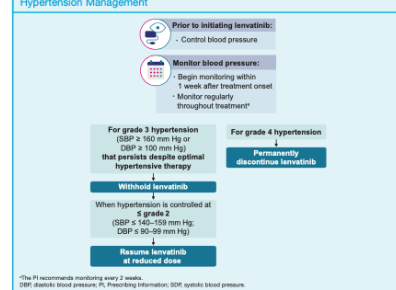 Hypertension Management
Prior to initiating lenvatinib:
- Control blood pressure
Monitor blood pressure:
· Begin monitoring within
1 week after treatment onset
· Monitor regularly
throughout treatment*
For grade 3 hypertension
(SBP ≥ 160 mm Hg or
DBP ≥ 100 mm Hg)
that persists despite optimal
hypertensive therapy
For grade 4 hypertension
Withhold lenvatinib
Permanently
discontinue lenvatinib
When hypertension is controlled at
≤ grade 2
(SBP ≤ 140–159 mm Hg;
DBP ≤ 90–99 mm Hg)
Resume lenvatinib
at reduced dose
*The PI recommends monitoring every 2 weeks.
DBP, diastolic blood pressure; PI, Prescribing Information; SDP, systolic blood pressure.